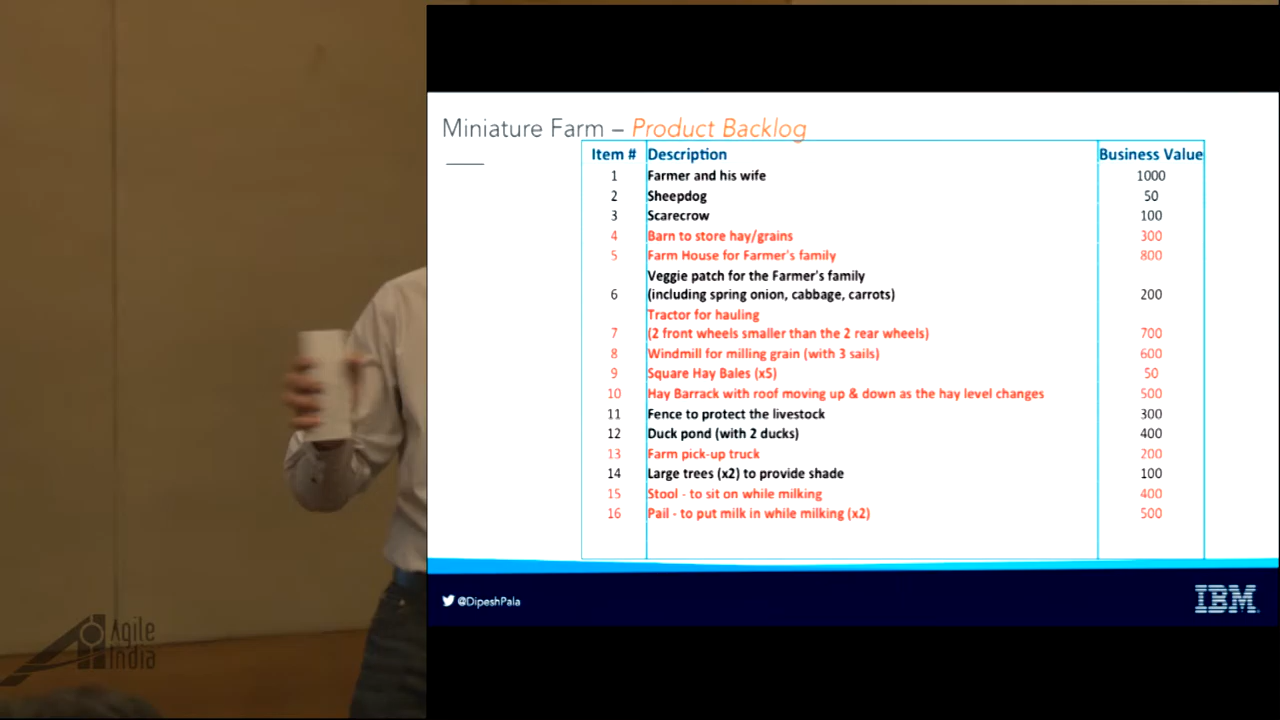 Miniature Farm – Product Backlog
Item # Description Business Value
1 Farmer and his wife 1000
2 Sheepdog 50
3 Scarecrow 100
4 Barn to store hay/grains 300
5 Farm House for Farmer's family 800
Veggie patch for the Farmer's family
6 (including spring onion, cabbage, carrots) 200
Tractor for hauling
7 (2 front wheels smaller than the 2 rear wheels) 700
8 Windmill for milling grain (with 3 sails) 600
9 Square Hay Bales (x5) 50
10 Hay Barrack with roof moving up & down as the hay level changes 500
11 Fence to protect the livestock 300
12 Duck pond (with 2 ducks) 400
13 Farm pick-up truck 200
14 Large trees (x2) to provide shade 100
15 Stool - to sit on while milking 400
16 Pail - to put milk in while milking (x2) 500
@DipeshPala
IBM
Agile
India